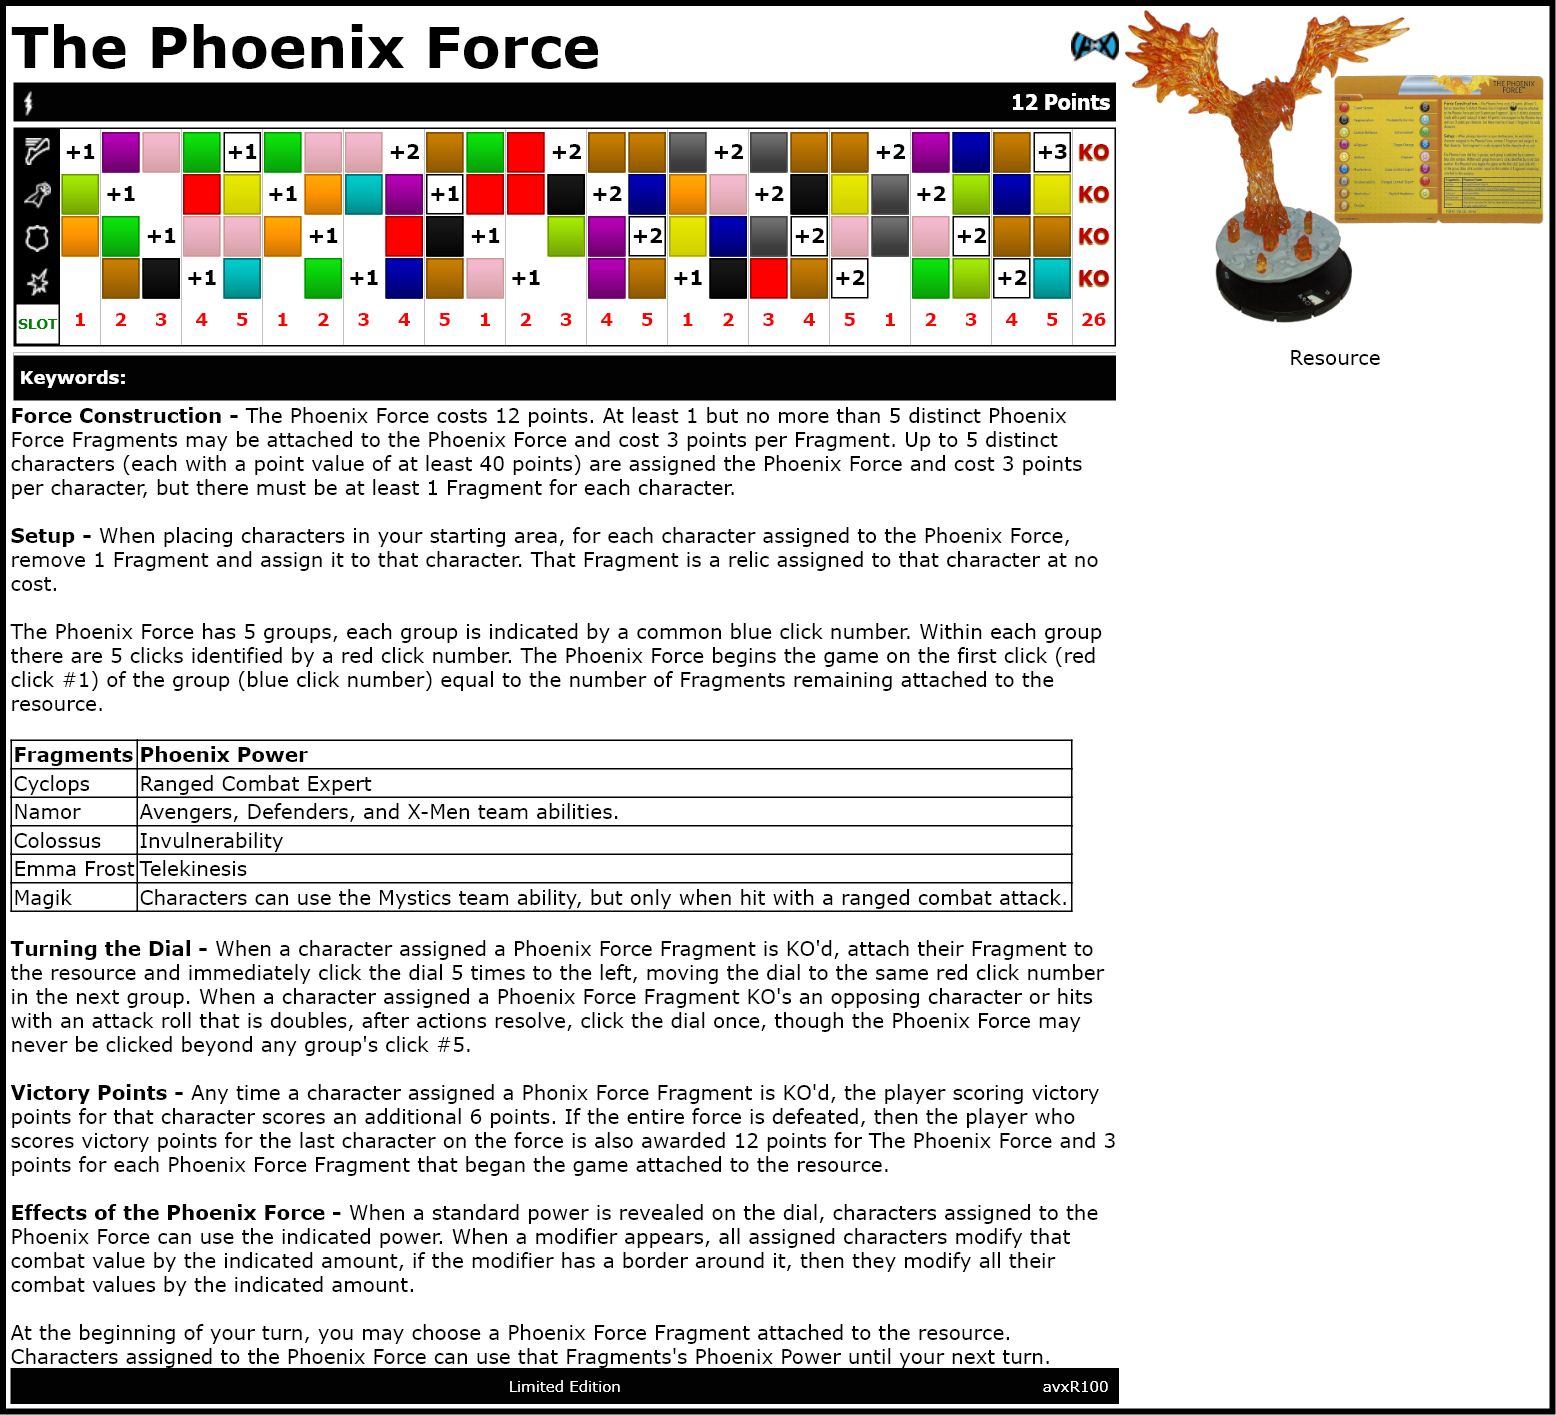 The Phoenix Force
12 Points
+1 +1 +2 +2 +2 +2 +3 KO
+1 +1 +1 +2 +2 +2 KO
+1 +1 +1 +2 +2 +2 KO
+1 +1 +1 +1 +2 +2 KO
SLOT 1 2 3 4 5 1 2 3 4 5 1 2 3 4 5 1 2 3 4 5 1 2 3 4 5 26
Keywords:
THE PHOENIX
FORCE
Resource
Force Construction - The Phoenix Force costs 12 points. At least 1 but no more than 5 distinct Phoenix
Force Fragments may be attached to the Phoenix Force and cost 3 points per Fragment. Up to 5 distinct
characters (each with a point value of at least 40 points) are assigned the Phoenix Force and cost 3 points
per character, but there must be at least 1 Fragment for each character.
Setup - When placing characters in your starting area, for each character assigned to the Phoenix Force,
remove 1 Fragment and assign it to that character. That Fragment is a relic assigned to that character at no
cost.
The Phoenix Force has 5 groups, each group is indicated by a common blue click number. Within each group
there are 5 clicks identified by a red click number. The Phoenix Force begins the game on the first click (red
click #1) of the group (blue click number) equal to the number of Fragments remaining attached to the
resource.
Fragments Phoenix Power
Cyclops Ranged Combat Expert
Namor Avengers, Defenders, and X-Men team abilities.
Colossus Invulnerability
Emma Frost Telekinesis
Magik Characters can use the Mystics team ability, but only when hit with a ranged combat attack.
Turning the Dial - When a character assigned a Phoenix Force Fragment is KO'd, attach their Fragment to
the resource and immediately click the dial 5 times to the left, moving the dial to the same red click number
in the next group. When a character assigned a Phoenix Force Fragment KO's an opposing character or hits
with an attack roll that is doubles, after actions resolve, click the dial once, though the Phoenix Force may
never be clicked beyond any group's click #5.
Victory Points - Any time a character assigned a Phonix Force Fragment is KO'd, the player scoring victory
points for that character scores an additional 6 points. If the entire force is defeated, then the player who
scores victory points for the last character on the force is also awarded 12 points for The Phoenix Force and 3
points for each Phoenix Force Fragment that began the game attached to the resource.
Effects of the Phoenix Force - When a standard power is revealed on the dial, characters assigned to the
Phoenix Force can use the indicated power. When a modifier appears, all assigned characters modify that
combat value by the indicated amount, if the modifier has a border around it, then they modify all their
combat values by the indicated amount.
At the beginning of your turn, you may choose a Phoenix Force Fragment attached to the resource.
Characters assigned to the Phoenix Force can use that Fragments's Phoenix Power until your next turn.
Limited Edition
avxR100